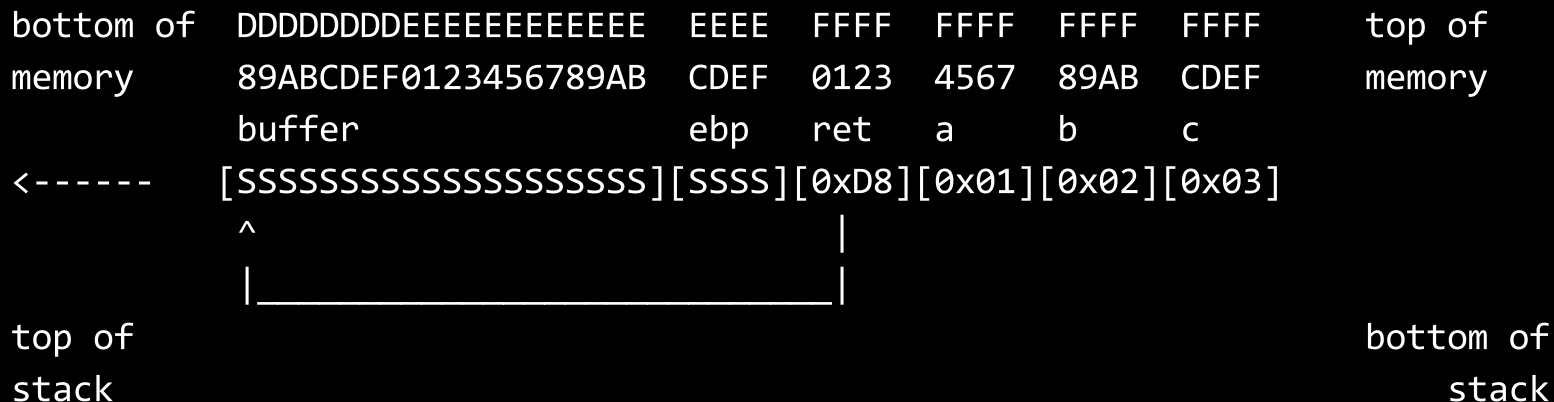 bottom of  DDDDDDDDEEEEEEEEEEEE  EEEE  FFFF  FFFF  FFFF  FFFF     top of
memory     89ABCDEF0123456789AB  CDEF  0123  4567  89AB  CDEF     memory
           buffer                ebp   ret   a     b     c
<------   [SSSSSSSSSSSSSSSSSSSS][SSSS][0xD8][0x01][0x02][0x03]
           ^                            |
           |____________________________|
top of                                                            bottom of
stack                                                                 stack